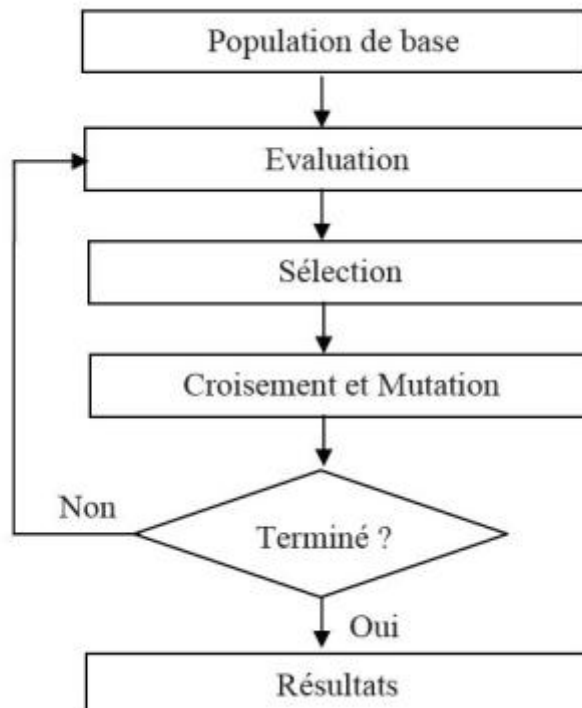 Population de base
Evaluation
Sélection
Croisement et Mutation
Non
Terminé ?
Oui
Résultats